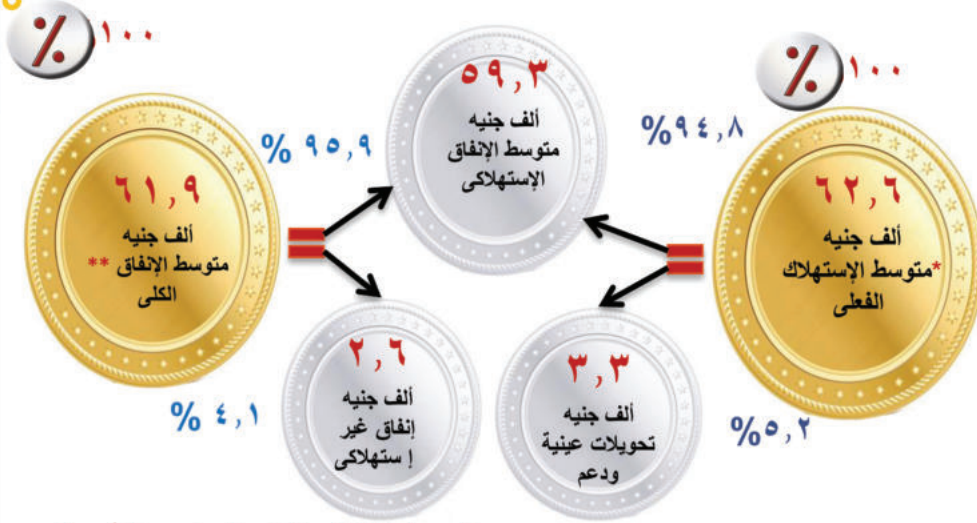 % ١٠٠
٦٢,٦
ألف جنيه
*متوسط الإستهلاك
الفعلى
%٩٤,٨
%٥,٢
٥٩,٣
ألف جنيه
متوسط الإنفاق
الإستهلاكى
٣,٣
ألف جنيه
تحويلات عينية
ودعم
% ١٠٠
٦١,٩
ألف جنيه
متوسط الإنفاق **
الكلى
% ٩٥,٩
% ٤,١
٢,٦
ألف جنيه
إنفاق غير
إ ستهلاكى